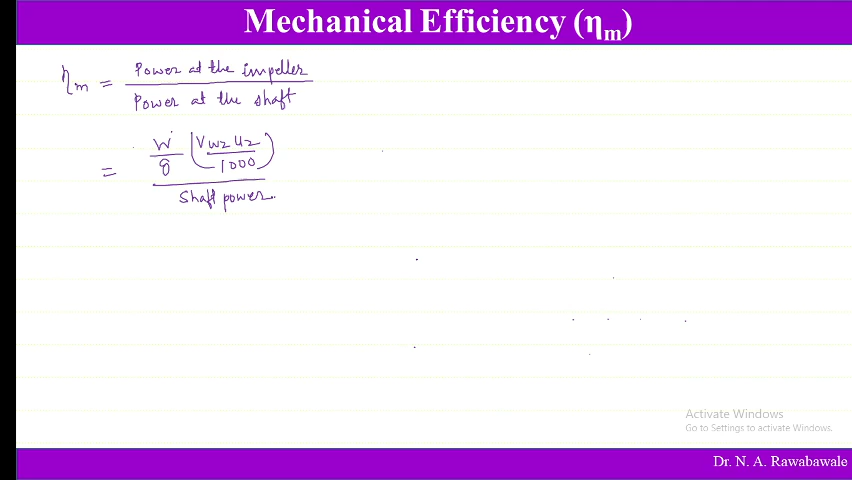 Mechanical Efficiency (ηm)
ηm = Power at the impeller / Power at the shaft
= W/g (Vw2 u2 / 1000) / Shaft power
Activate Windows
Go to Settings to activate Windows.
Dr. N. A. Rawabawale